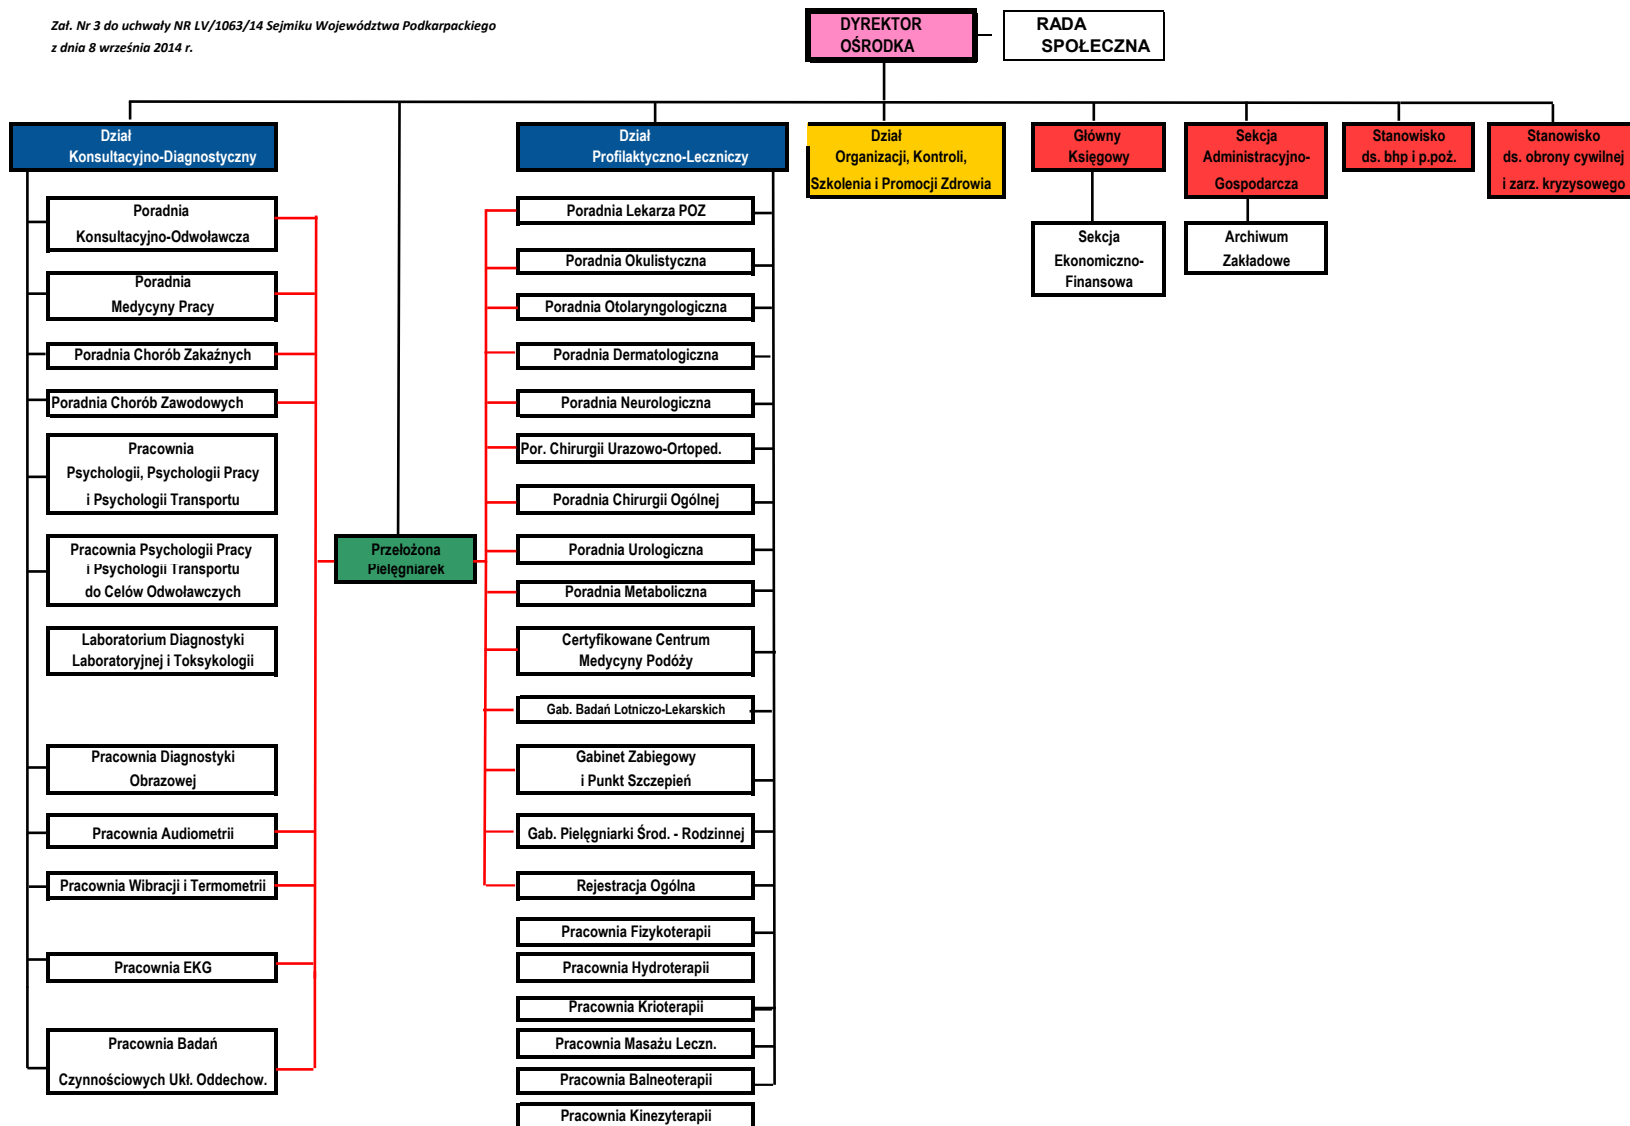 Zał. Nr 3 do uchwały NR LV/1063/14 Sejmiku Województwa Podkarpackiego
z dnia 8 września 2014 r.
DYREKTOR
OŚRODKA
RADA
SPOŁECZNA
Dział
Konsultacyjno-Diagnostyczny
Dział
Profilaktyczno-Leczniczy
Dział
Organizacji, Kontroli,
Szkolenia i Promocji Zdrowia
Główny
Księgowy
Sekcja
Administracyjno-
Gospodarcza
Stanowisko
ds. bhp i p.poż.
Stanowisko
ds. obrony cywilnej
i zarz. kryzysowego
Sekcja
Ekonomiczno-
Finansowa
Archiwum
Zakładowe
Poradnia
Konsultacyjno-Odwoławcza
Poradnia
Medycyny Pracy
Poradnia Chorób Zakaźnych
Poradnia Chorób Zawodowych
Pracownia
Psychologii, Psychologii Pracy
i Psychologii Transportu
Pracownia Psychologii Pracy
i Psychologii Transportu
do Celów Odwoławczych
Laboratorium Diagnostyki
Laboratoryjnej i Toksykologii
Pracownia Diagnostyki
Obrazowej
Pracownia Audiometrii
Pracownia Wibracji i Termometrii
Pracownia EKG
Pracownia Badań
Czynnościowych Ukł. Oddechow.
Przełożona
Pielęgniarek
Poradnia Lekarza POZ
Poradnia Okulistyczna
Poradnia Otolaryngologiczna
Poradnia Dermatologiczna
Poradnia Neurologiczna
Por. Chirurgii Urazowo-Ortoped.
Poradnia Chirurgii Ogólnej
Poradnia Urologiczna
Poradnia Metaboliczna
Certyfikowane Centrum
Medycyny Podóży
Gab. Badań Lotniczo-Lekarskich
Gabinet Zabiegowy
i Punkt Szczepień
Gab. Pielęgniarki Środ. - Rodzinnej
Rejestracja Ogólna
Pracownia Fizykoterapii
Pracownia Hydroterapii
Pracownia Krioterapii
Pracownia Masażu Leczn.
Pracownia Balneoterapii
Pracownia Kinezyterapii